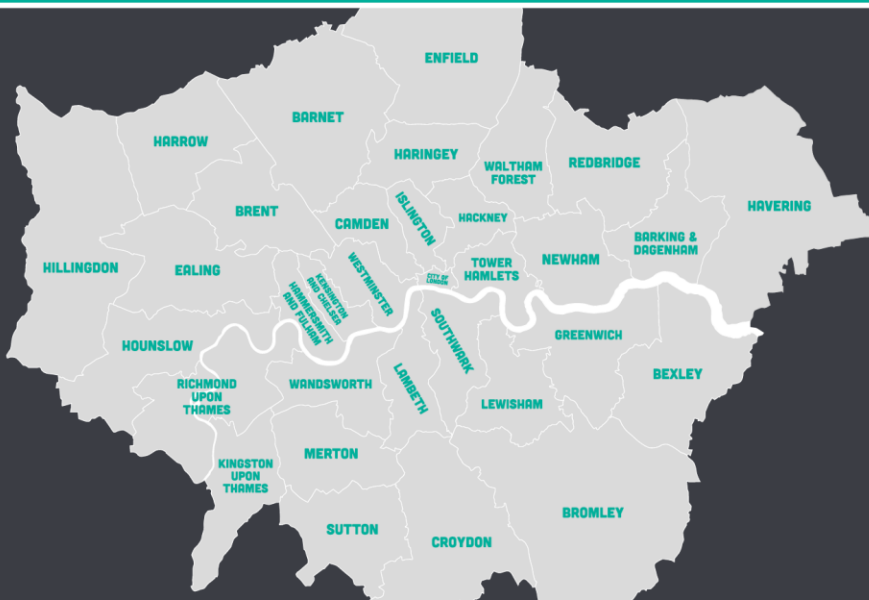 ENFIELD
BARNET
HARROW
HARINGEY
WALTHAM
FOREST
REDBRIDGE
HAVERING
BRENT
CAMDEN
ISLINGTON
HACKNEY
BARKING &
DAGENHAM
HILLINGDON
EALING
KENSINGTON
AND CHELSEA
HAMMERSMITH
AND FULHAM
WESTMINSTER
CITY OF
LONDON
TOWER
HAMLETS
NEWHAM
HOUNSLOW
SOUTHWARK
GREENWICH
RICHMOND
UPON
THAMES
WANDSWORTH
LAMBETH
LEWISHAM
BEXLEY
KINGSTON
UPON
THAMES
MERTON
SUTTON
CROYDON
BROMLEY